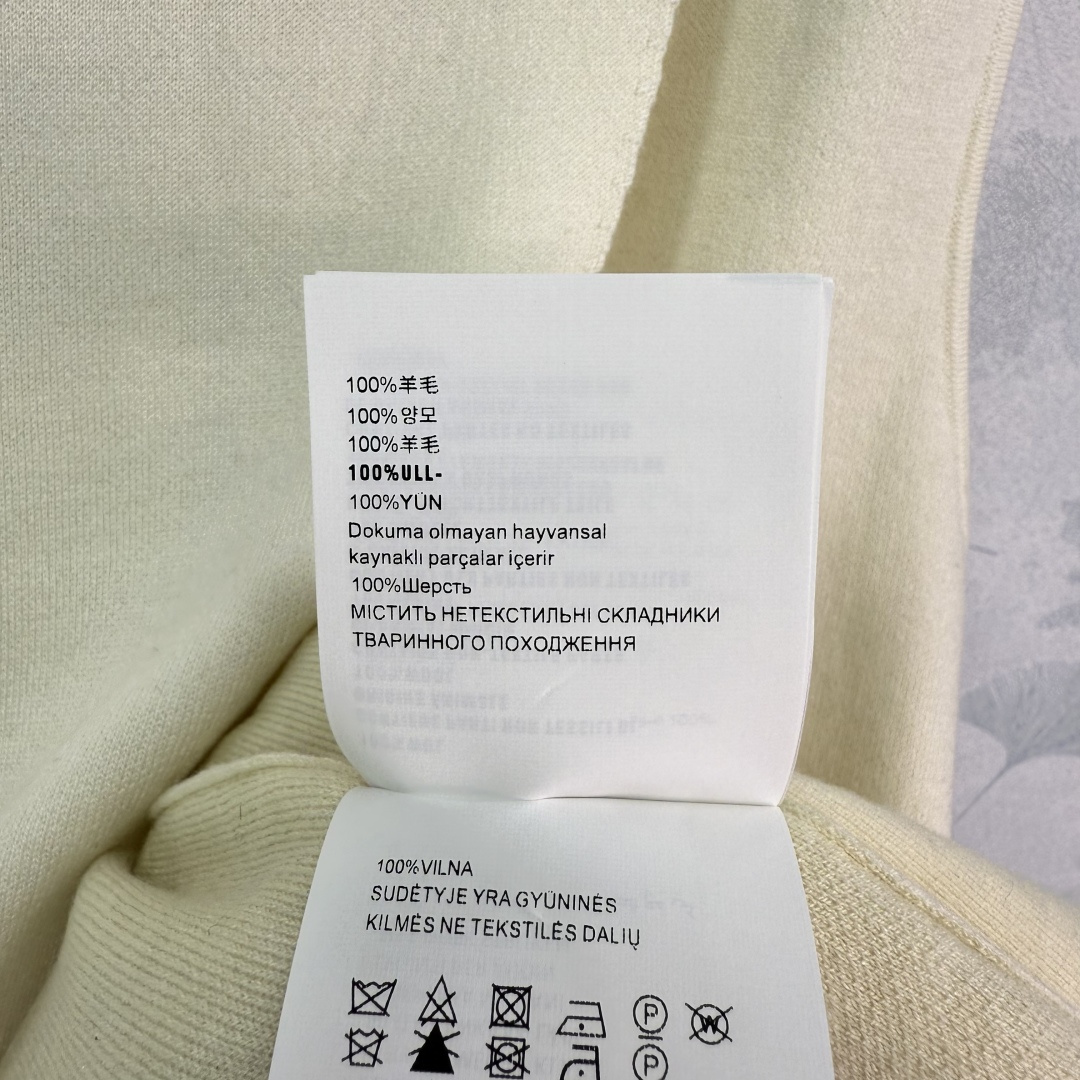 100%羊毛
100%양모
100%羊毛
100%ULL-
100%YÜN
Dokuma olmayan hayvansal
kaynaklı parçalar içerir
100%Шерсть
МІСТИТЬ НЕТЕКСТИЛЬНІ СКЛАДНИКИ
ТВАРИННОГО ПОХОДЖЕННЯ
100%VILNA
SUDĖTYJE YRA GYŪNINĖS
KILMĖS NE TEKSTILĖS DALIŲ
P W
P